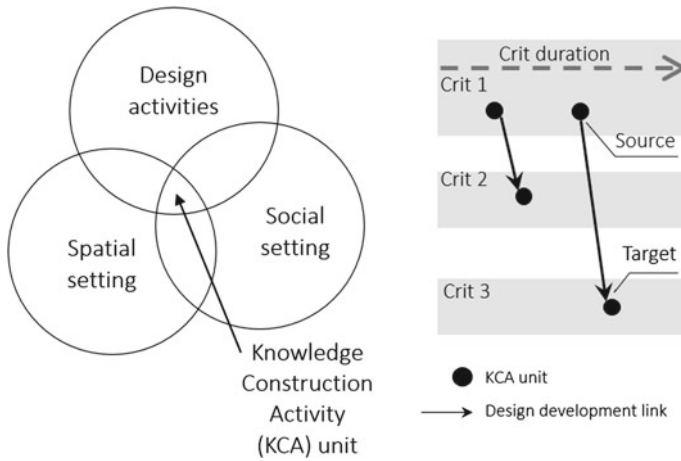 Design
activities
Spatial
setting
Social
setting
Knowledge
Construction
Activity
(KCA) unit
Crit duration
Crit 1
Source
Crit 2
Target
Crit 3
KCA unit
Design development link